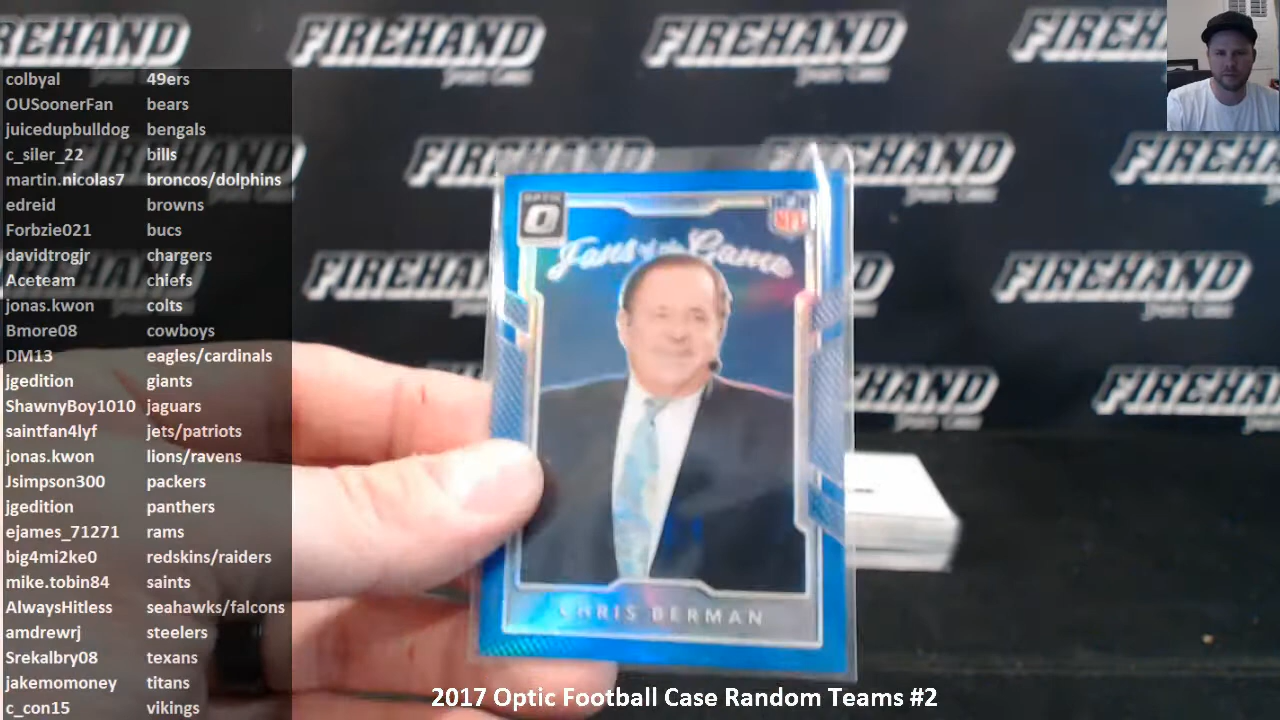 FIREHAND FIREHAND FIREHAND FIREH
colbyal 49ers
OUSoonerFan bears
juicedupbulldog bengals
c_siler_22 bills
martin.nicolas7 broncos/dolphins
edreid browns
Forbzie021 bucs
davidtrogjr chargers
Aceteam chiefs
jonas.kwon colts
Bmore08 cowboys
DM13 eagles/cardinals
jgedition giants
ShawnyBoy1010 jaguars
saintfan4lyf jets/patriots
jonas.kwon lions/ravens
Jsimpson300 packers
jgedition panthers
ejames_71271 rams
big4mi2ke0 redskins/raiders
mike.tobin84 saints
AlwaysHitless seahawks/falcons
amdrewrj steelers
Srekalbry08 texans
jakemomoney titans
c_con15 vikings
OPTIC
O
NFL
Fans of the Game
CHRIS BERMAN
FIREHAND
FIREHAND
FIREHAND
2017 Optic Football Case Random Teams #2